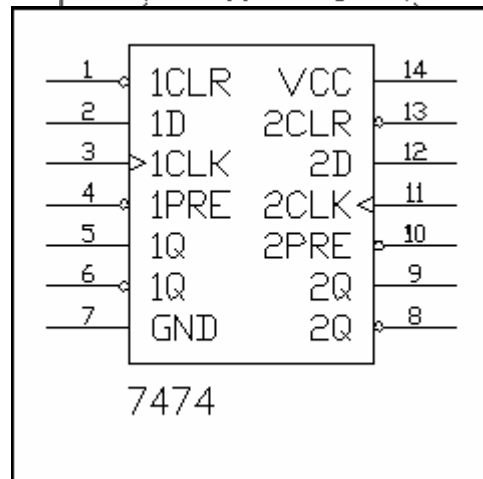 1 1CLR VCC 14
2 1D 2CLR 13
3 1CLK 2D 12
4 1PRE 2CLK 11
5 1Q 2PRE 10
6 1Q 2Q 9
7 GND 2Q 8
7474